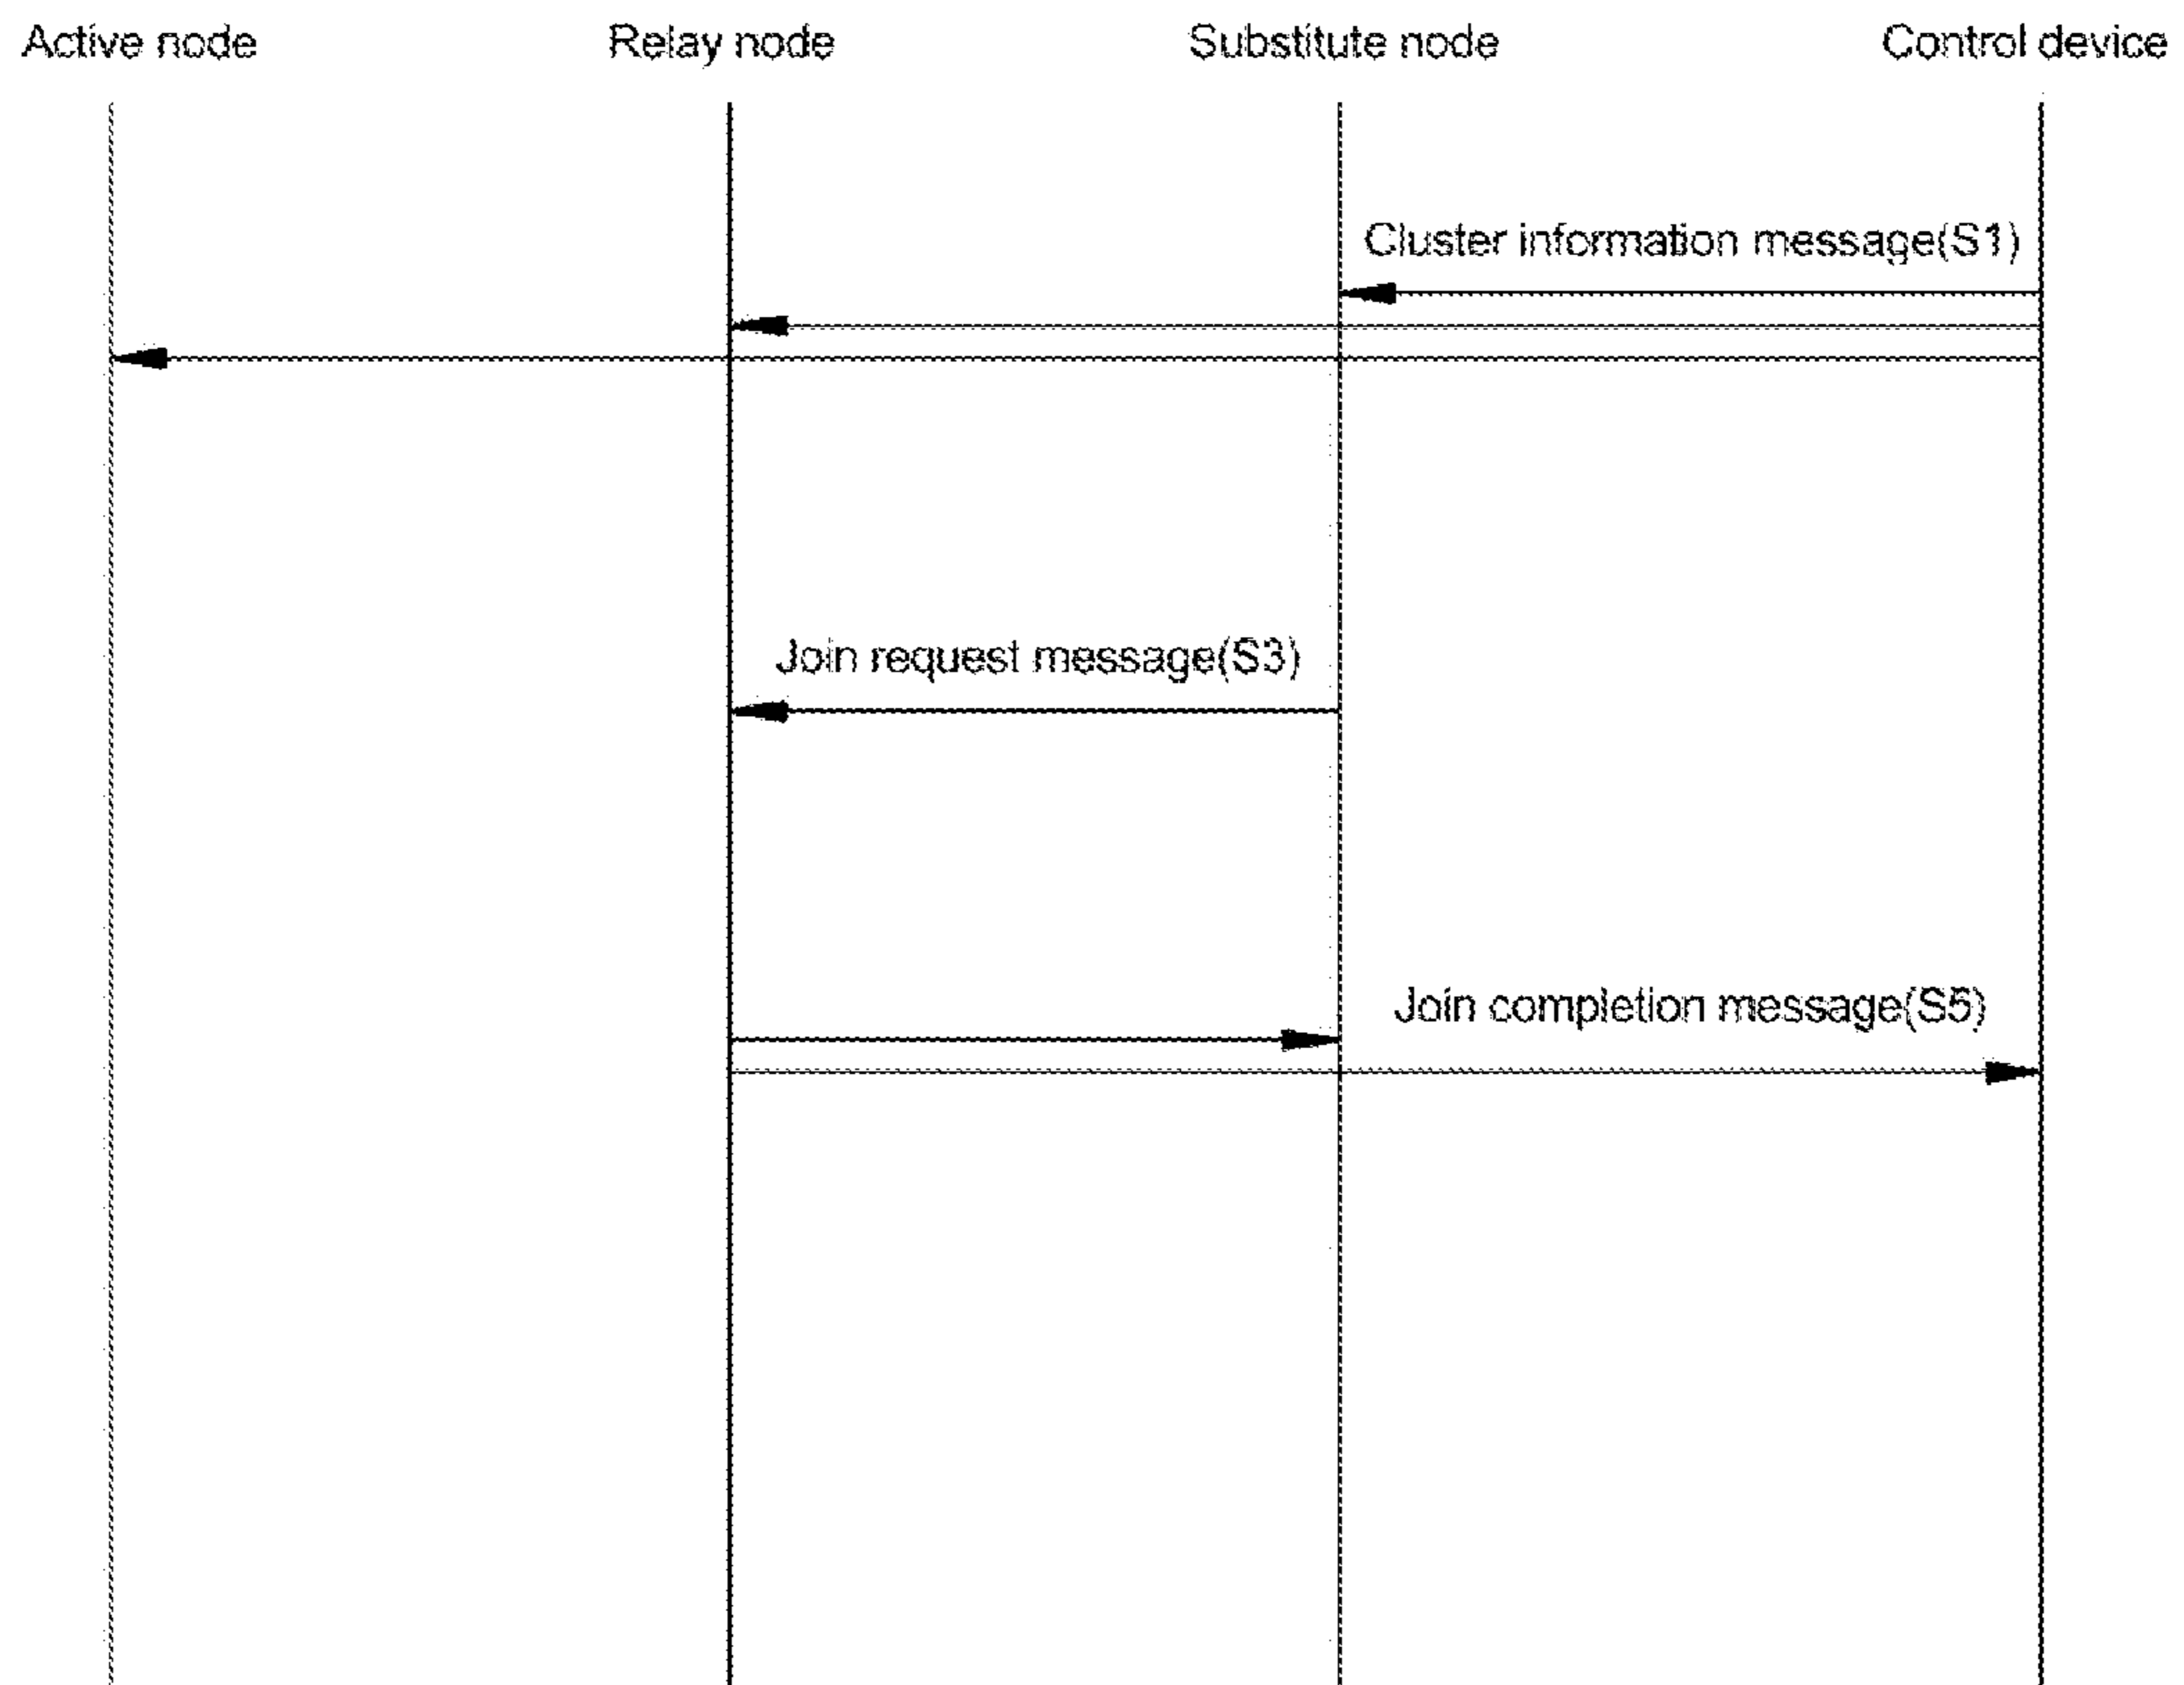 Active node
Relay node
Substitute node
Control device
Cluster information message(S1)
Join request message(S3)
Join completion message(S5)